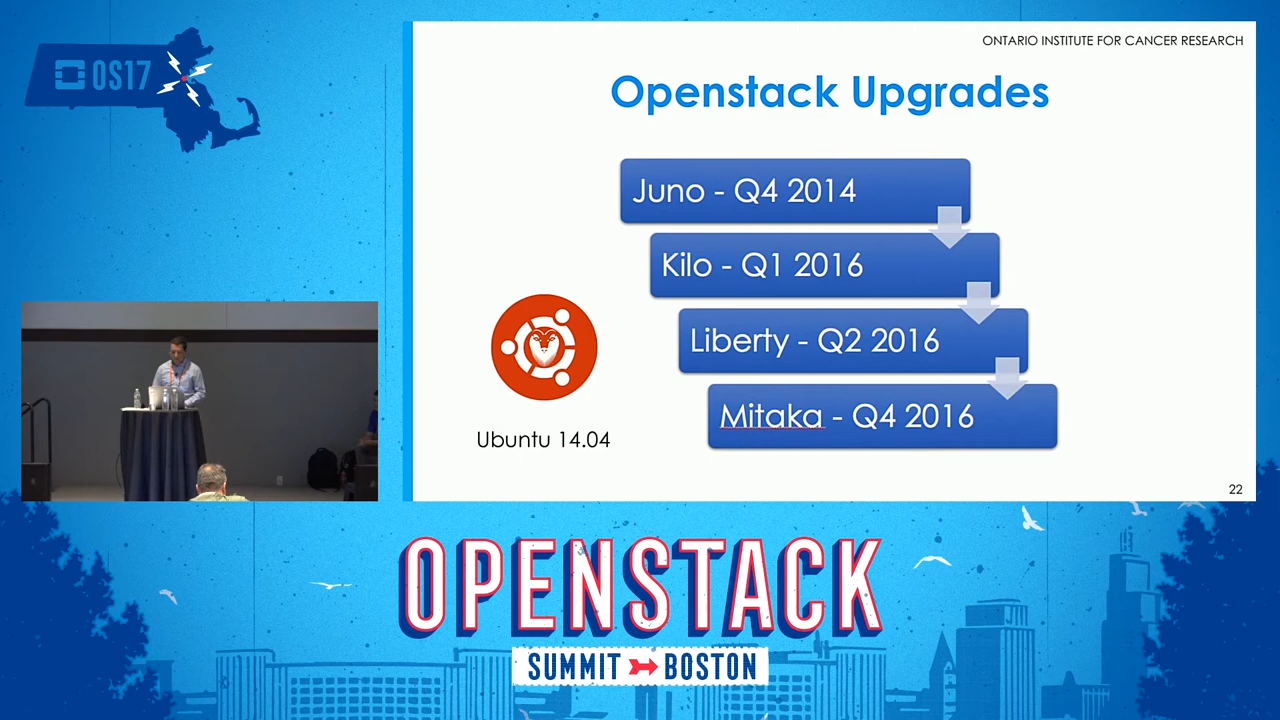 OS17
ONTARIO INSTITUTE FOR CANCER RESEARCH
Openstack Upgrades
Juno - Q4 2014
Kilo - Q1 2016
Liberty - Q2 2016
Mitaka - Q4 2016
Ubuntu 14.04
22
OPENSTACK
SUMMIT BOSTON